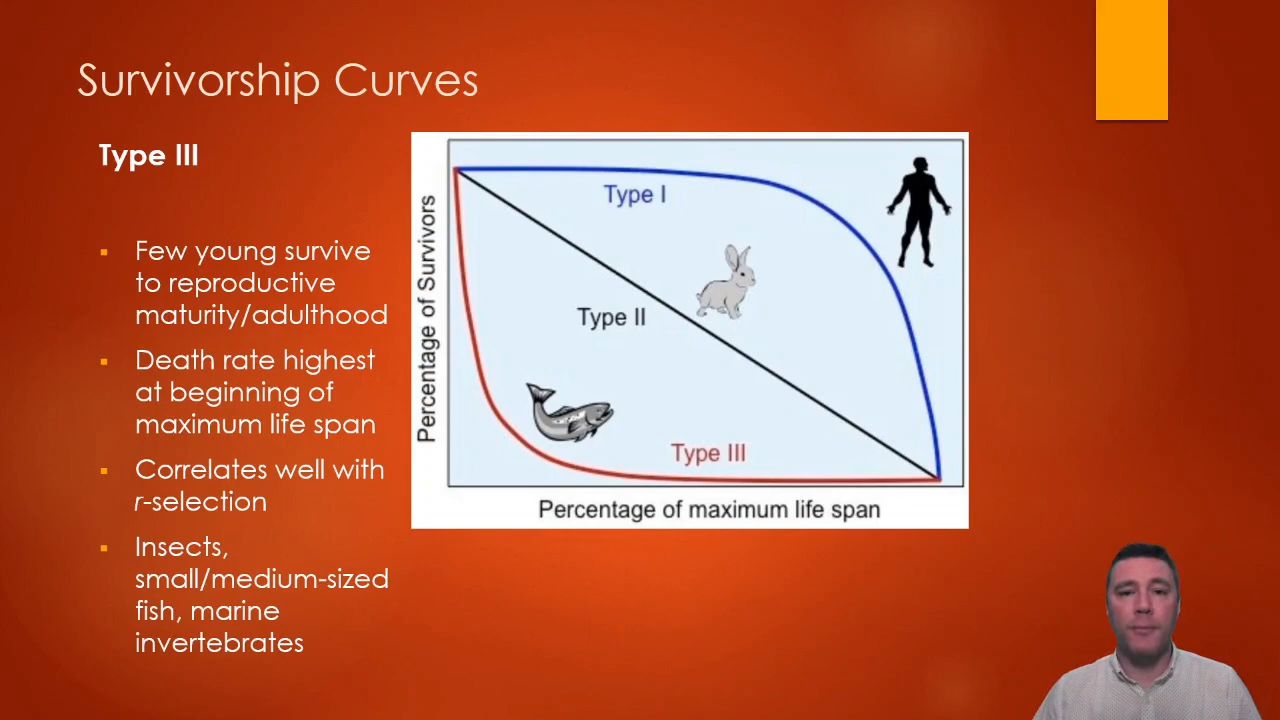 Survivorship Curves
Type III
▪ Few young survive
to reproductive
maturity/adulthood
▪ Death rate highest
at beginning of
maximum life span
▪ Correlates well with
r-selection
▪ Insects,
small/medium-sized
fish, marine
invertebrates
Percentage of Survivors
Type I
Type II
Type III
Percentage of maximum life span